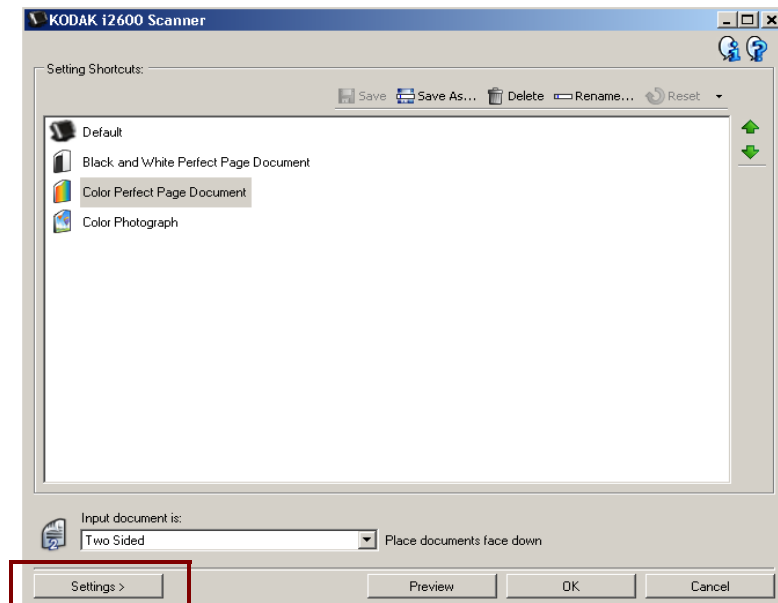 KODAK i2600 Scanner
Setting Shortcuts:
Save Save As... Delete Rename... Reset
Default
Black and White Perfect Page Document
Color Perfect Page Document
Color Photograph
Input document is:
2
Two Sided Place documents face down
Settings > Preview OK Cancel